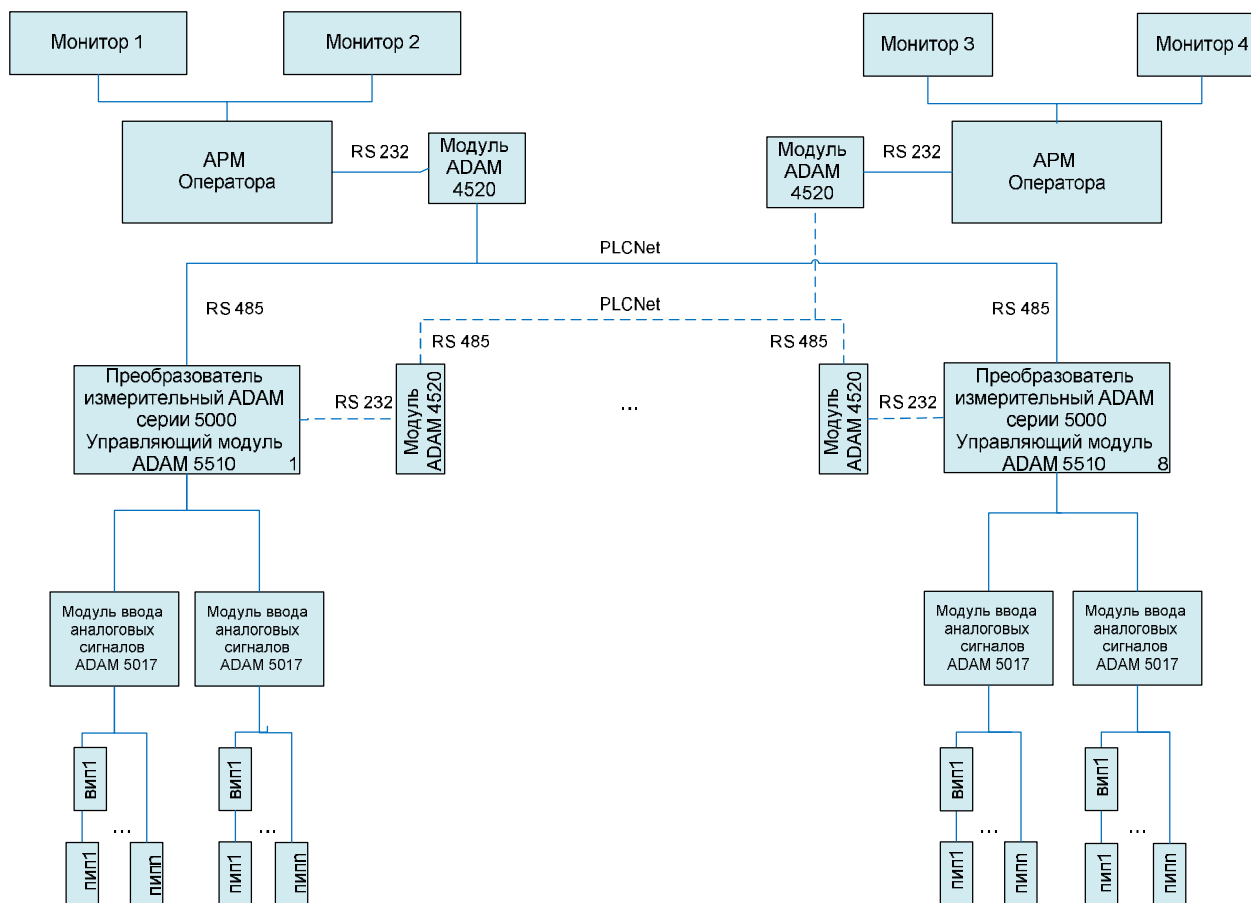 Монитор 1
Монитор 2
Монитор 3
Монитор 4
АРМ
Оператора
RS 232
Модуль
ADAM
4520
Модуль
ADAM
4520
RS 232
АРМ
Оператора
PLCNet
RS 485
PLCNet
RS 485
RS 485
RS 485
Преобразователь
измерительный ADAM
серии 5000
Управляющий модуль
ADAM 5510
1
RS 232
Модуль
ADAM 4520
...
Модуль
ADAM 4520
RS 232
Преобразователь
измерительный ADAM
серии 5000
Управляющий модуль
ADAM 5510
8
Модуль ввода
аналоговых
сигналов
ADAM 5017
Модуль ввода
аналоговых
сигналов
ADAM 5017
Модуль ввода
аналоговых
сигналов
ADAM 5017
Модуль ввода
аналоговых
сигналов
ADAM 5017
вип1
вип1
вип1
вип1
...
...
...
...
пип1
пипn
пип1
пипn
пип1
пипn
пип1
пипn